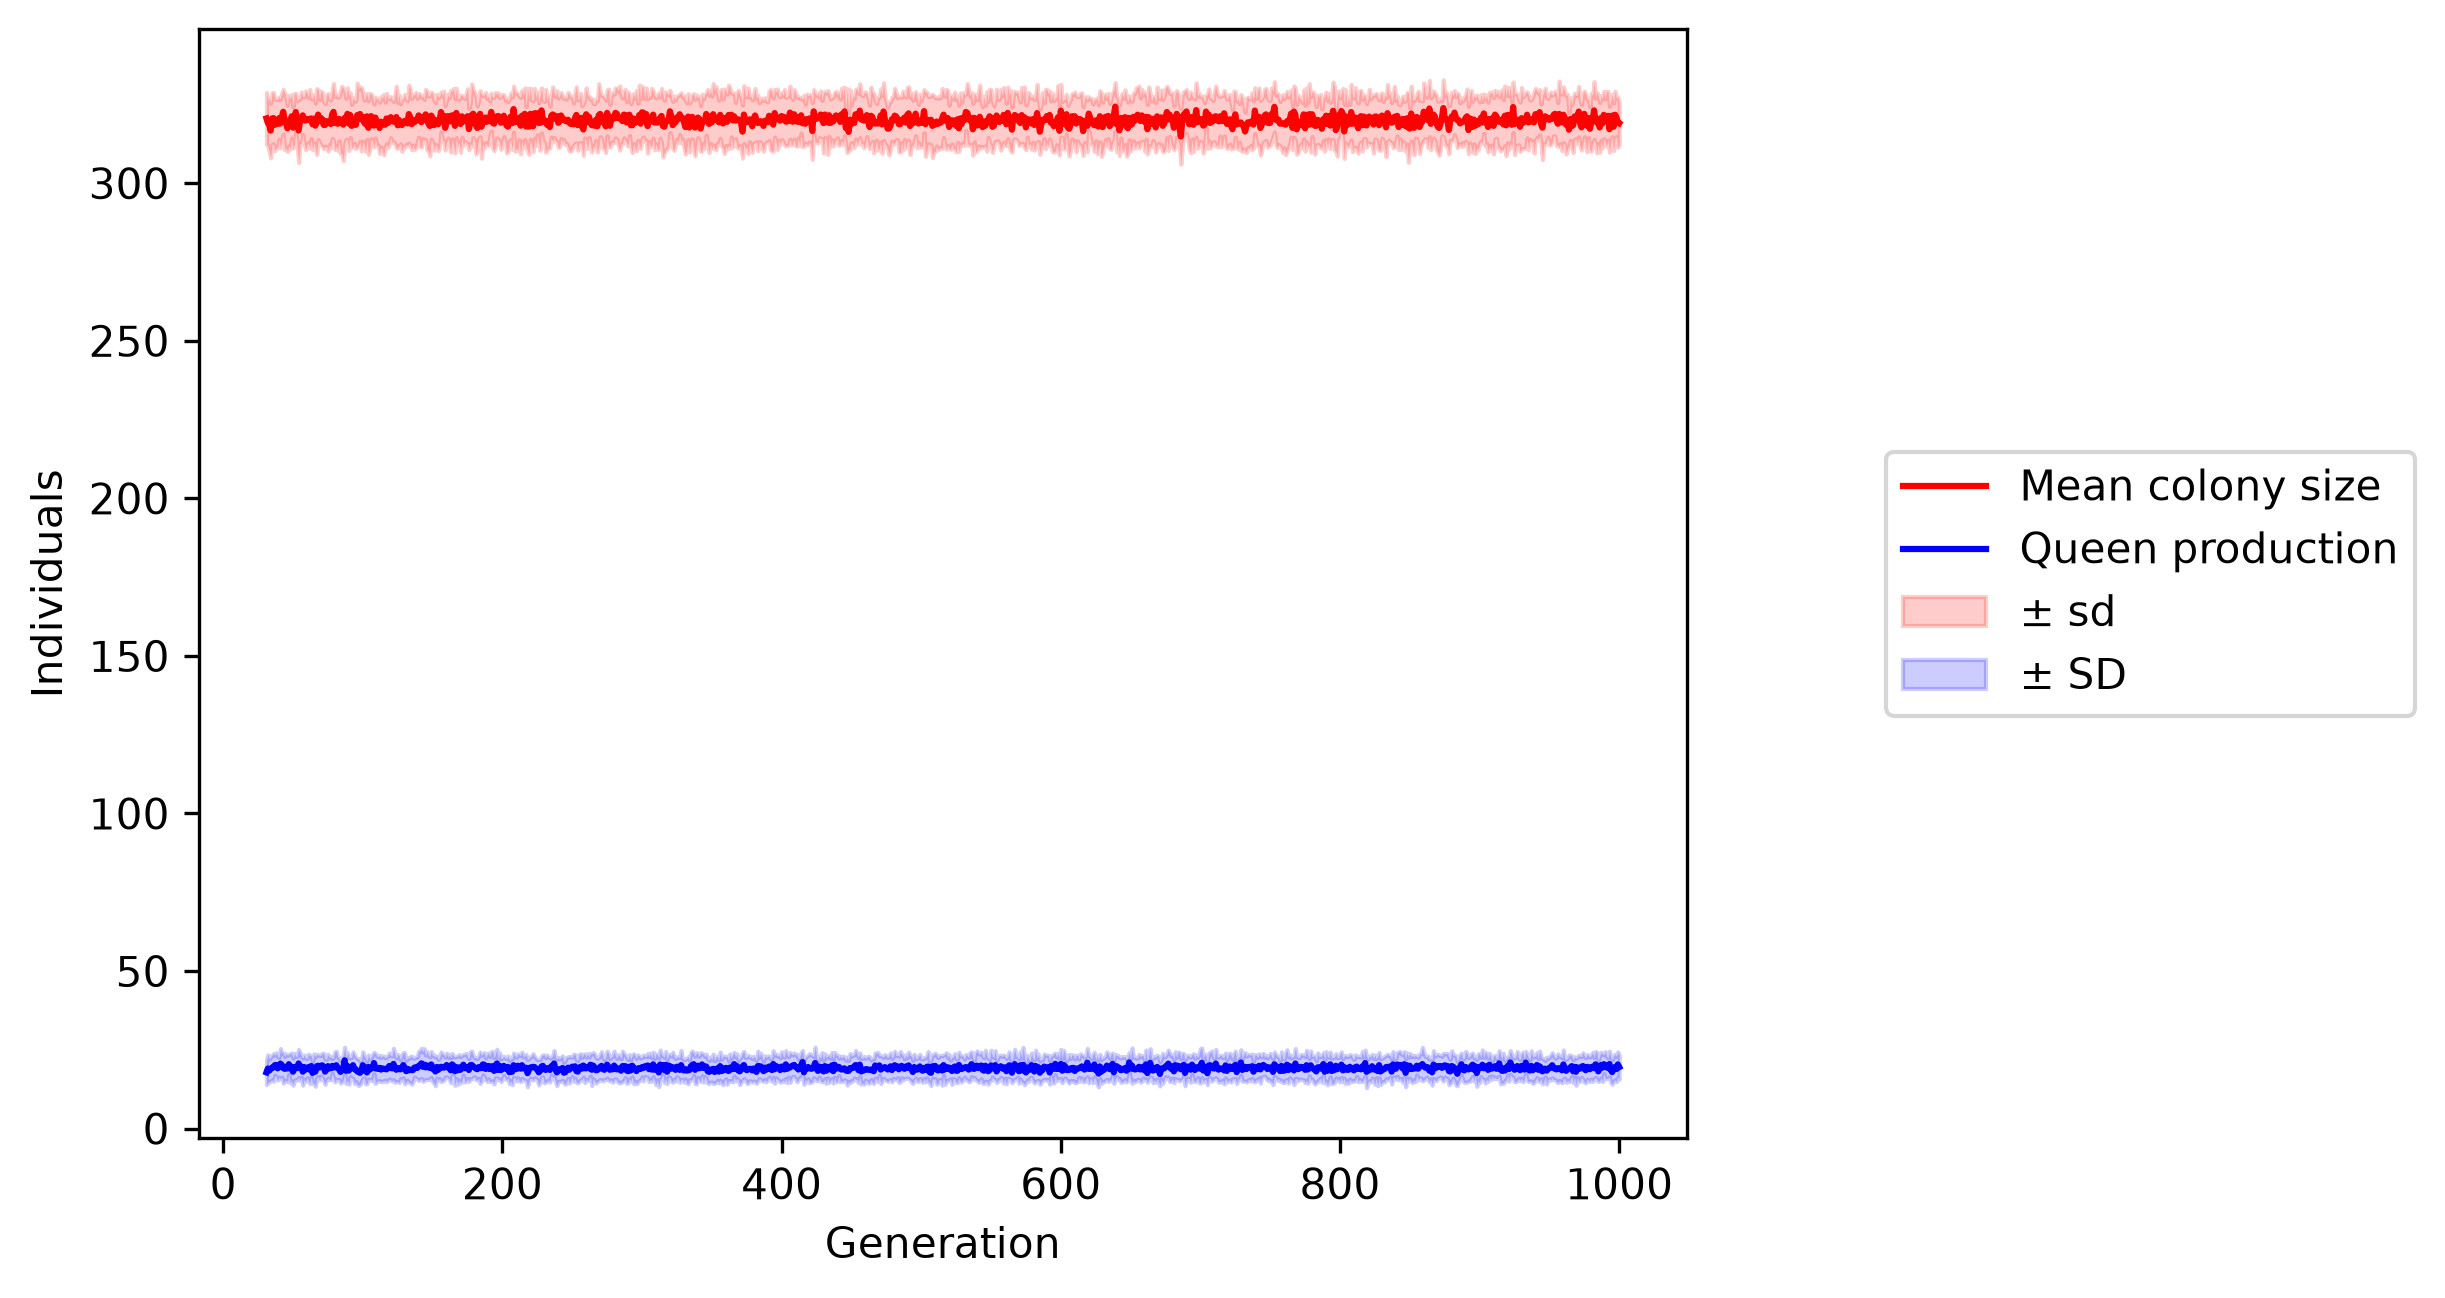 300
250
200
150
100
50
0
Individuals
0 200 400 600 800 1000
Generation
Mean colony size
Queen production
± sd
± SD